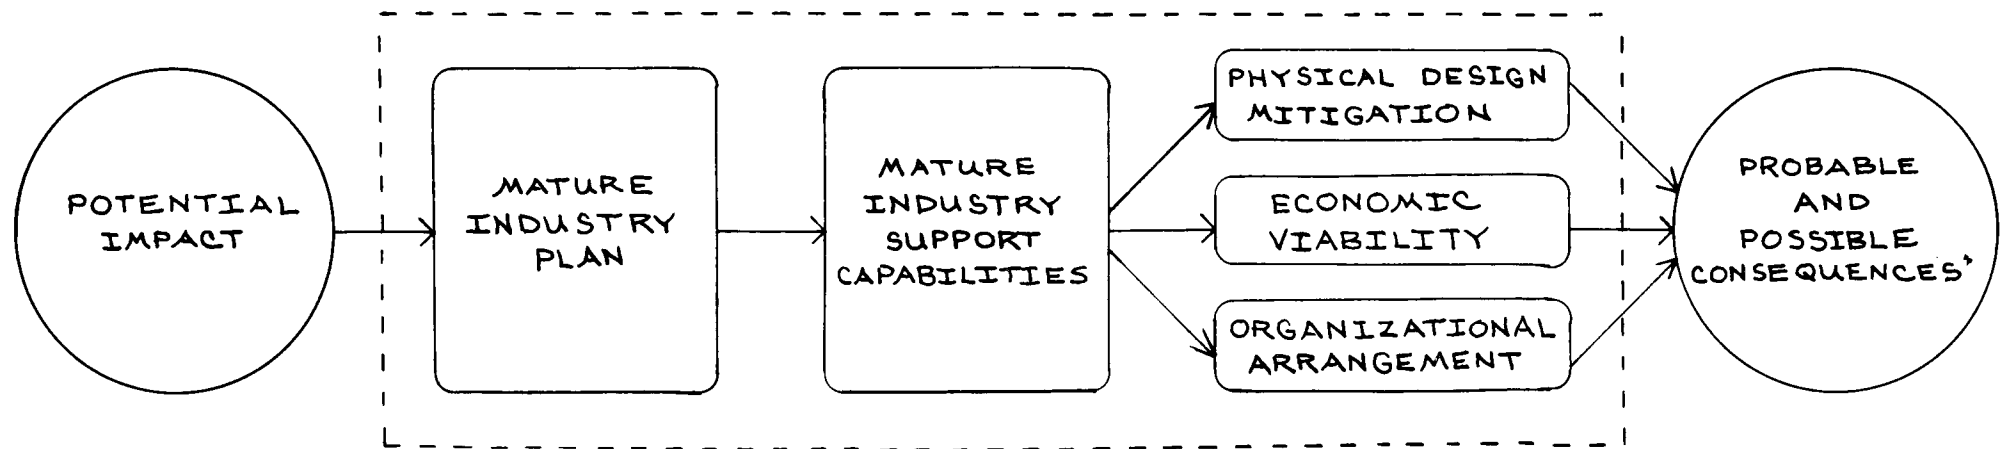 POTENTIAL
IMPACT
MATURE
INDUSTRY
PLAN
MATURE
INDUSTRY
SUPPORT
CAPABILITIES
PHYSICAL DESIGN
MITIGATION
ECONOMIC
VIABILITY
ORGANIZATIONAL
ARRANGEMENT
PROBABLE
AND
POSSIBLE
CONSEQUENCES